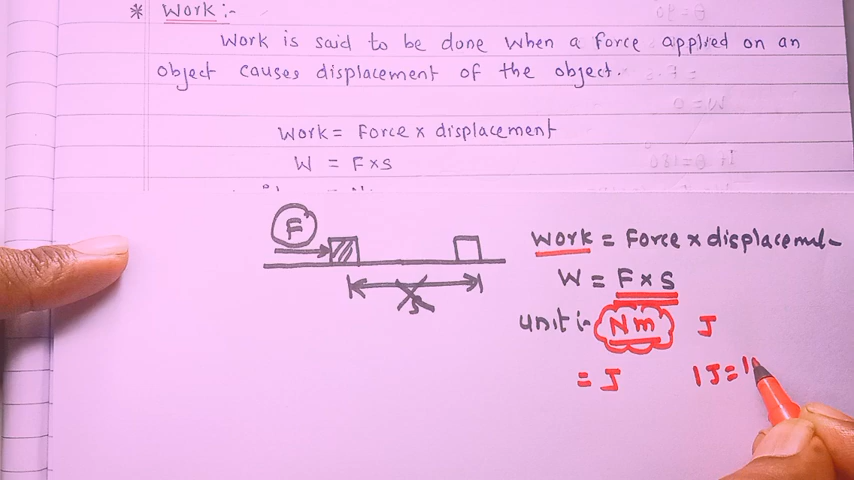 * Work :-
Work is said to be done when a force applied on an
object causes displacement of the object.
Work = Force x displacement
W = F x S
F
Work = Force x displacement
W = F x S
unit :- Nm J
= J 1J = 1
S